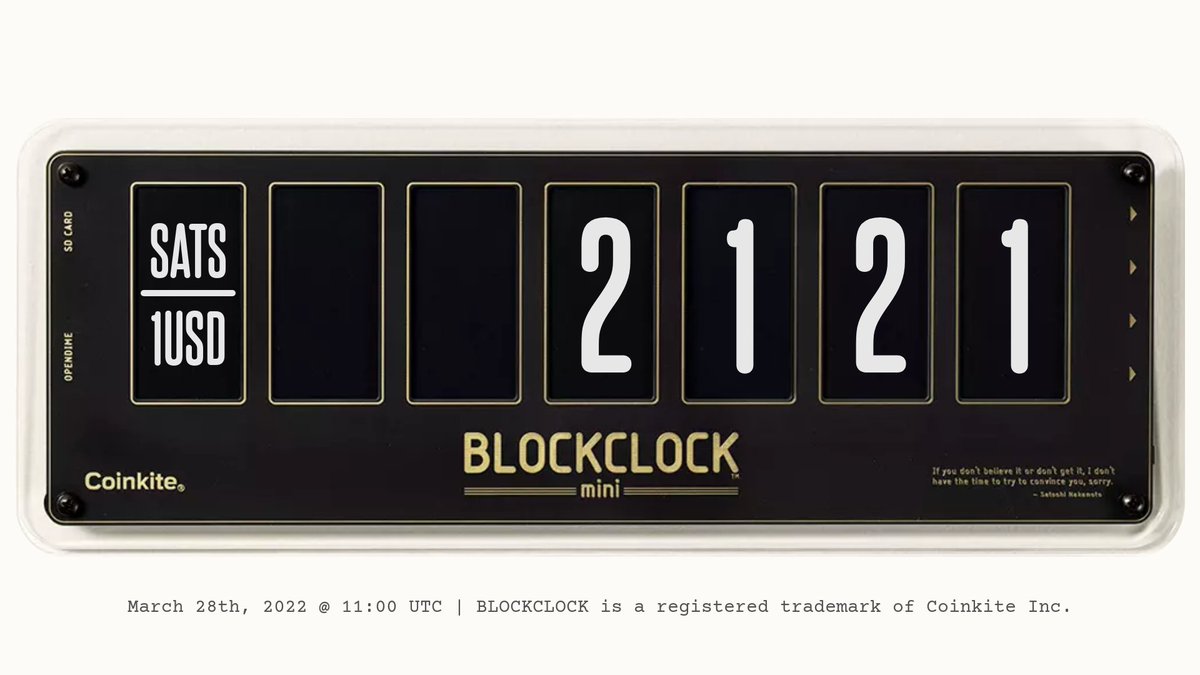 SD CARD
OPENDIME
SATS
1USD
2 1 2 1
BLOCKCLOCK™
mini
Coinkite®
If you don't believe it or don't get it, I don't
have the time to try to convince you, sorry.
– Satoshi Nakamoto
March 28th, 2022 @ 11:00 UTC | BLOCKCLOCK is a registered trademark of Coinkite Inc.